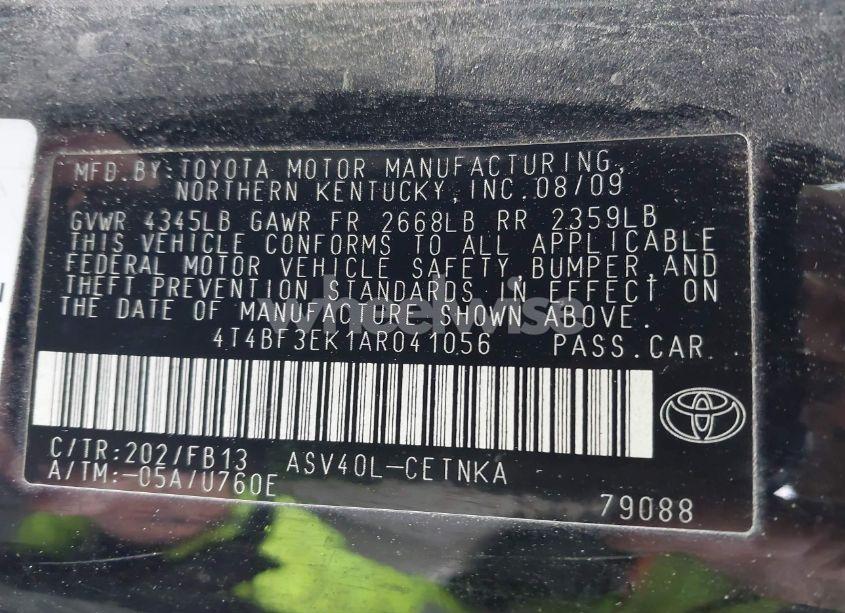 MFD.BY:TOYOTA MOTOR MANUFACTURING,
NORTHERN KENTUCKY,INC.08/09
GVWR 4345LB GAWR FR 2668LB RR 2359LB
THIS VEHICLE CONFORMS TO ALL APPLICABLE
FEDERAL MOTOR VEHICLE SAFETY,BUMPER,AND
THEFT PREVENTION STANDARDS IN EFFECT ON
THE DATE OF MANUFACTURE SHOWN ABOVE.
wheelwise
4T4BF3EK1AR041056 PASS.CAR
C/TR:202/FB13 ASV40L-CETNKA
A/TM:-05A/U760E
79088